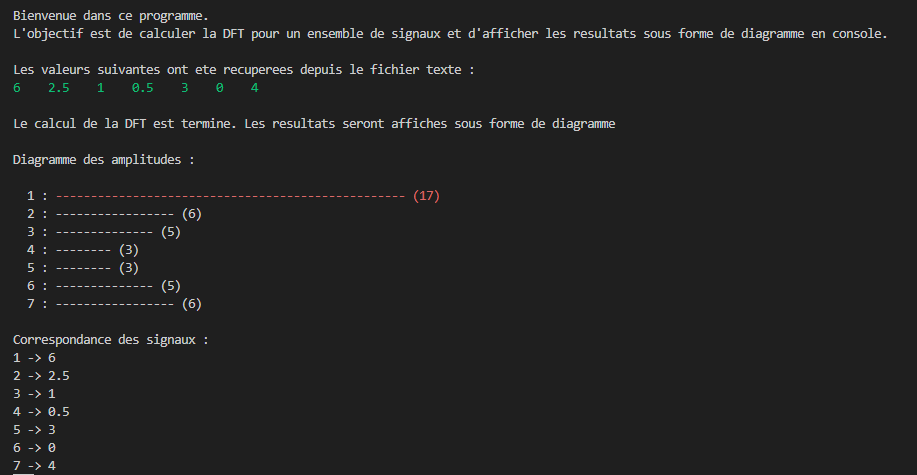 Bienvenue dans ce programme.
L'objectif est de calculer la DFT pour un ensemble de signaux et d'afficher les resultats sous forme de diagramme en console.
Les valeurs suivantes ont ete recuperees depuis le fichier texte :
6    2.5    1    0.5    3    0    4
Le calcul de la DFT est termine. Les resultats seront affiches sous forme de diagramme
Diagramme des amplitudes :
1 : -------------------------------------------------- (17)
2 : ----------------- (6)
3 : -------------- (5)
4 : -------- (3)
5 : -------- (3)
6 : -------------- (5)
7 : ----------------- (6)
Correspondance des signaux :
1 -> 6
2 -> 2.5
3 -> 1
4 -> 0.5
5 -> 3
6 -> 0
7 -> 4